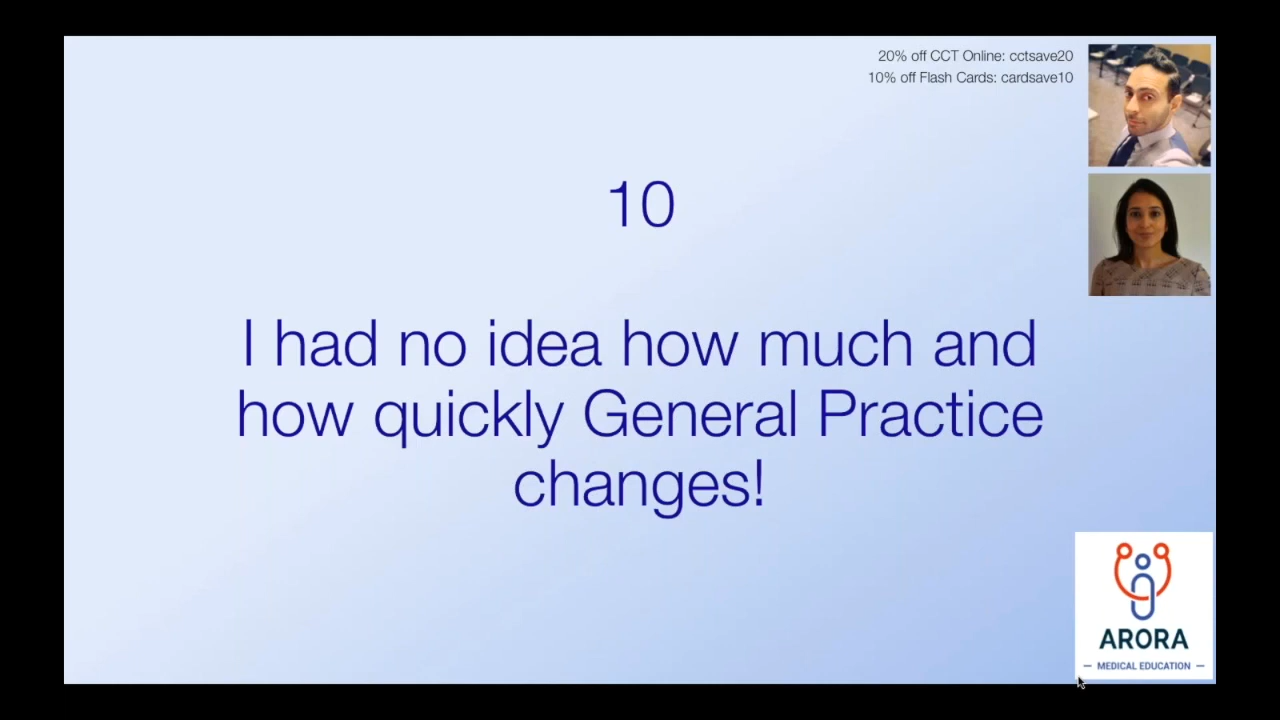 20% off CCT Online: cctsave20
10% off Flash Cards: cardsave10
10
I had no idea how much and
how quickly General Practice
changes!
ARORA
MEDICAL EDUCATION